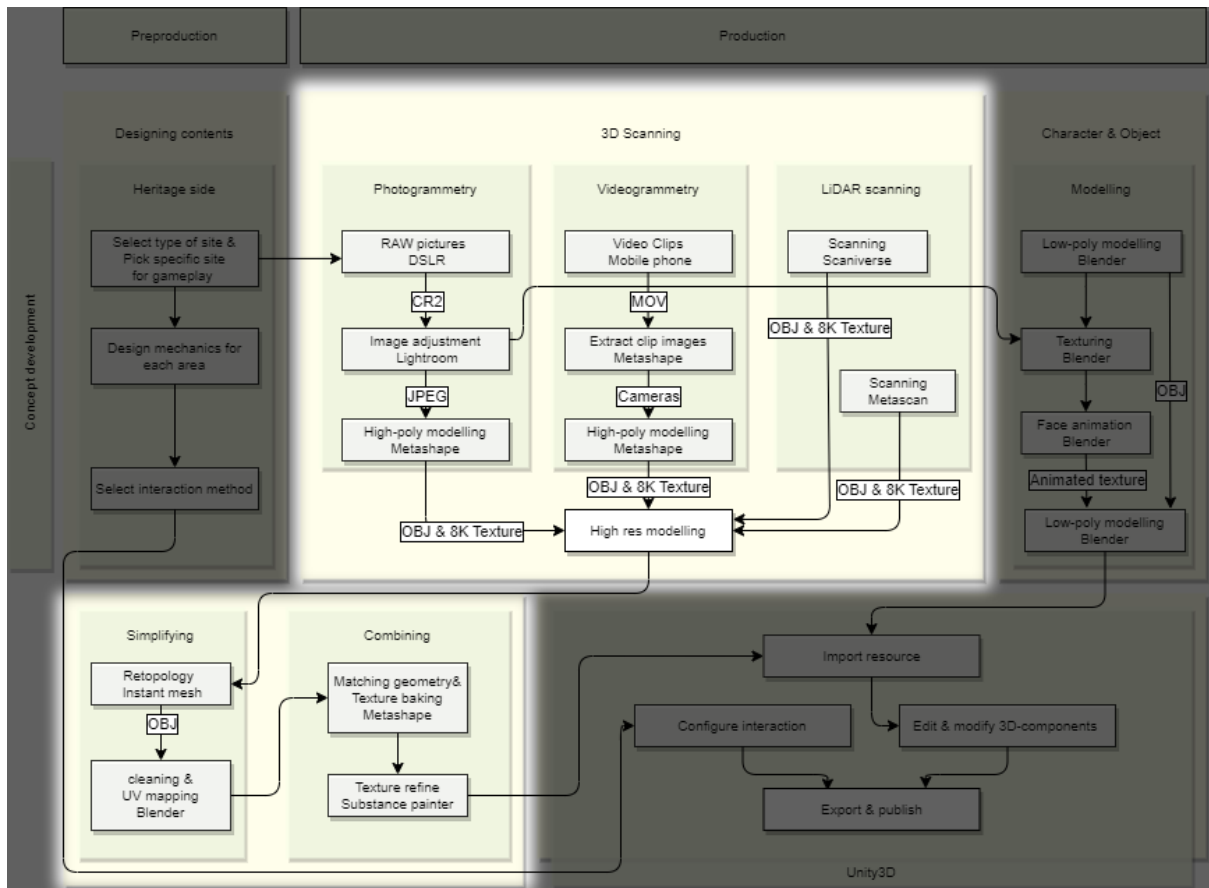 Preproduction
Production
Concept development
Designing contents
Heritage side
Select type of site &
Pick specific site
for gameplay
Design mechanics for
each area
Select interaction method
3D Scanning
Photogrammetry
RAW pictures
DSLR
CR2
Image adjustment
Lightroom
JPEG
High-poly modelling
Metashape
OBJ & 8K Texture
Videogrammetry
Video Clips
Mobile phone
MOV
Extract clip images
Metashape
Cameras
High-poly modelling
Metashape
OBJ & 8K Texture
LiDAR scanning
Scanning
Scaniverse
OBJ & 8K Texture
Scanning
Metascan
OBJ & 8K Texture
High res modelling
Character & Object
Modelling
Low-poly modelling
Blender
Texturing
Blender
OBJ
Face animation
Blender
Animated texture
Low-poly modelling
Blender
Simplifying
Retopology
Instant mesh
OBJ
cleaning &
UV mapping
Blender
Combining
Matching geometry&
Texture baking
Metashape
Texture refine
Substance painter
Import resource
Configure interaction
Edit & modify 3D-components
Export & publish
Unity3D